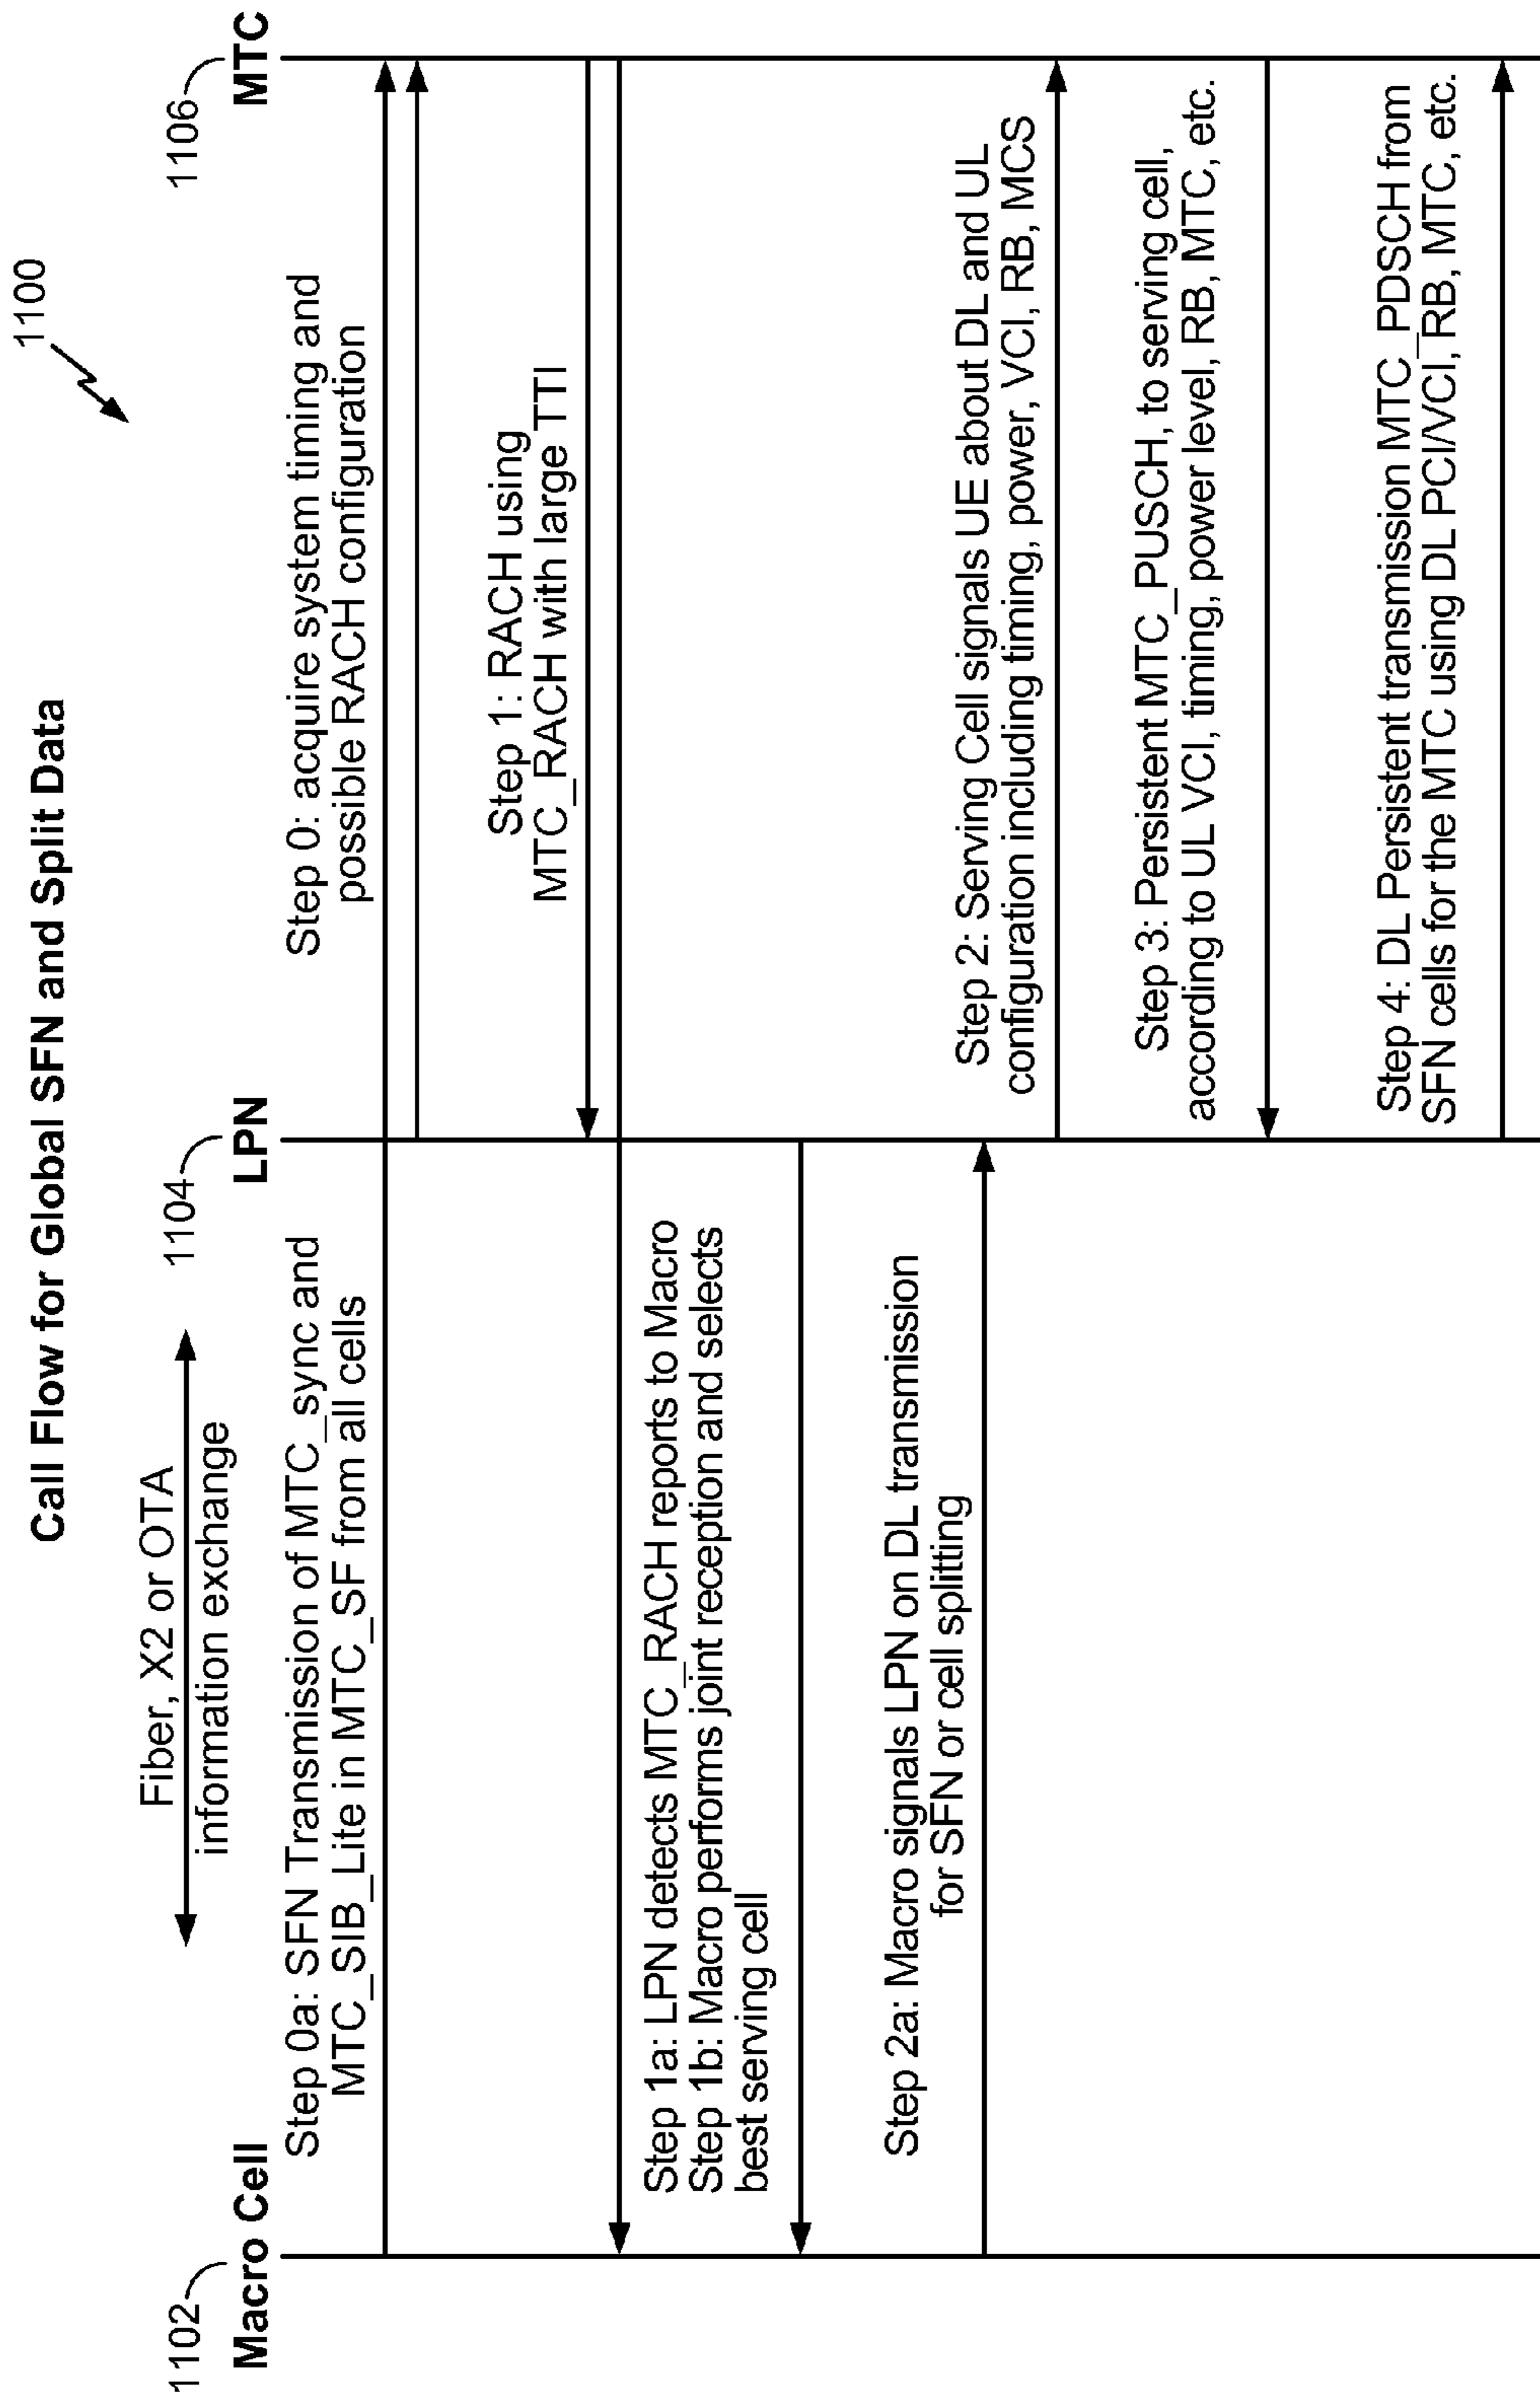 Call Flow for Global SFN and Split Data
1100
Fiber, X2 or OTA
information exchange
1102
Macro Cell
1104
LPN
1106
MTC
Step 0a: SFN Transmission of MTC_sync and
MTC_SIB_Lite in MTC_SF from all cells
Step 0: acquire system timing and
possible RACH configuration
Step 1: RACH using
MTC_RACH with large TTI
Step 1a: LPN detects MTC_RACH reports to Macro
Step 1b: Macro performs joint reception and selects
best serving cell
Step 2a: Macro signals LPN on DL transmission
for SFN or cell splitting
Step 2: Serving Cell signals UE about DL and UL
configuration including timing, power, VCI, RB, MCS
Step 3: Persistent MTC_PUSCH, to serving cell,
according to UL VCI, timing, power level, RB, MTC, etc.
Step 4: DL Persistent transmission MTC_PDSCH from
SFN cells for the MTC using DL PCI/VCI, RB, MTC, etc.